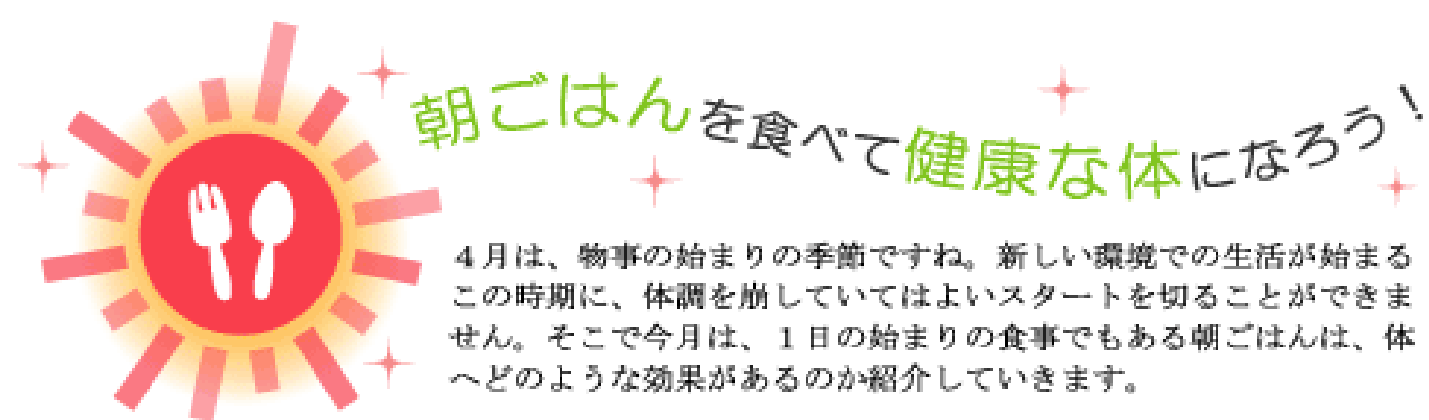 朝ごはんを食べて健康な体になろう！
４月は、物事の始まりの季節ですね。新しい環境での生活が始まる
この時期に、体調を崩していてはよいスタートを切ることができま
せん。そこで今月は、１日の始まりの食事でもある朝ごはんは、体
へどのような効果があるのか紹介していきます。